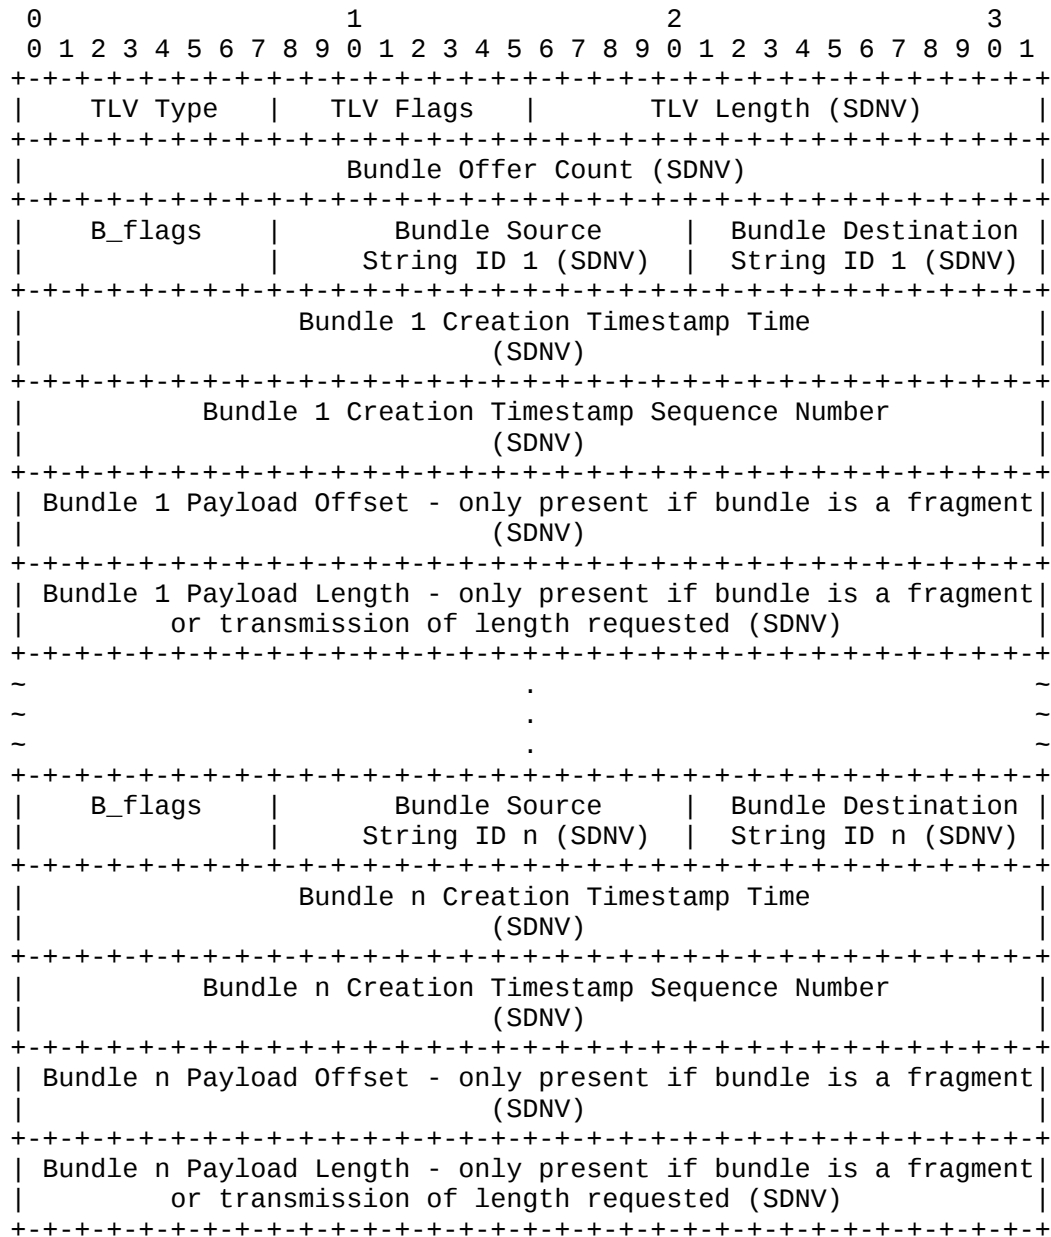 0                   1                   2                   3
 0 1 2 3 4 5 6 7 8 9 0 1 2 3 4 5 6 7 8 9 0 1 2 3 4 5 6 7 8 9 0 1
+-+-+-+-+-+-+-+-+-+-+-+-+-+-+-+-+-+-+-+-+-+-+-+-+-+-+-+-+-+-+-+-+
|    TLV Type   |   TLV Flags   |       TLV Length (SDNV)       |
+-+-+-+-+-+-+-+-+-+-+-+-+-+-+-+-+-+-+-+-+-+-+-+-+-+-+-+-+-+-+-+-+
|                    Bundle Offer Count (SDNV)                  |
+-+-+-+-+-+-+-+-+-+-+-+-+-+-+-+-+-+-+-+-+-+-+-+-+-+-+-+-+-+-+-+-+
|    B_flags    |       Bundle Source     |  Bundle Destination |
|               |     String ID 1 (SDNV)  |  String ID 1 (SDNV) |
+-+-+-+-+-+-+-+-+-+-+-+-+-+-+-+-+-+-+-+-+-+-+-+-+-+-+-+-+-+-+-+-+
|                 Bundle 1 Creation Timestamp Time              |
|                             (SDNV)                            |
+-+-+-+-+-+-+-+-+-+-+-+-+-+-+-+-+-+-+-+-+-+-+-+-+-+-+-+-+-+-+-+-+
|           Bundle 1 Creation Timestamp Sequence Number         |
|                             (SDNV)                            |
+-+-+-+-+-+-+-+-+-+-+-+-+-+-+-+-+-+-+-+-+-+-+-+-+-+-+-+-+-+-+-+-+
| Bundle 1 Payload Offset - only present if bundle is a fragment|
|                             (SDNV)                            |
+-+-+-+-+-+-+-+-+-+-+-+-+-+-+-+-+-+-+-+-+-+-+-+-+-+-+-+-+-+-+-+-+
| Bundle 1 Payload Length - only present if bundle is a fragment|
|         or transmission of length requested (SDNV)            |
+-+-+-+-+-+-+-+-+-+-+-+-+-+-+-+-+-+-+-+-+-+-+-+-+-+-+-+-+-+-+-+-+
~                               .                               ~
~                               .                               ~
~                               .                               ~
+-+-+-+-+-+-+-+-+-+-+-+-+-+-+-+-+-+-+-+-+-+-+-+-+-+-+-+-+-+-+-+-+
|    B_flags    |       Bundle Source     |  Bundle Destination |
|               |     String ID n (SDNV)  |  String ID n (SDNV) |
+-+-+-+-+-+-+-+-+-+-+-+-+-+-+-+-+-+-+-+-+-+-+-+-+-+-+-+-+-+-+-+-+
|                 Bundle n Creation Timestamp Time              |
|                             (SDNV)                            |
+-+-+-+-+-+-+-+-+-+-+-+-+-+-+-+-+-+-+-+-+-+-+-+-+-+-+-+-+-+-+-+-+
|           Bundle n Creation Timestamp Sequence Number         |
|                             (SDNV)                            |
+-+-+-+-+-+-+-+-+-+-+-+-+-+-+-+-+-+-+-+-+-+-+-+-+-+-+-+-+-+-+-+-+
| Bundle n Payload Offset - only present if bundle is a fragment|
|                             (SDNV)                            |
+-+-+-+-+-+-+-+-+-+-+-+-+-+-+-+-+-+-+-+-+-+-+-+-+-+-+-+-+-+-+-+-+
| Bundle n Payload Length - only present if bundle is a fragment|
|         or transmission of length requested (SDNV)            |
+-+-+-+-+-+-+-+-+-+-+-+-+-+-+-+-+-+-+-+-+-+-+-+-+-+-+-+-+-+-+-+-+